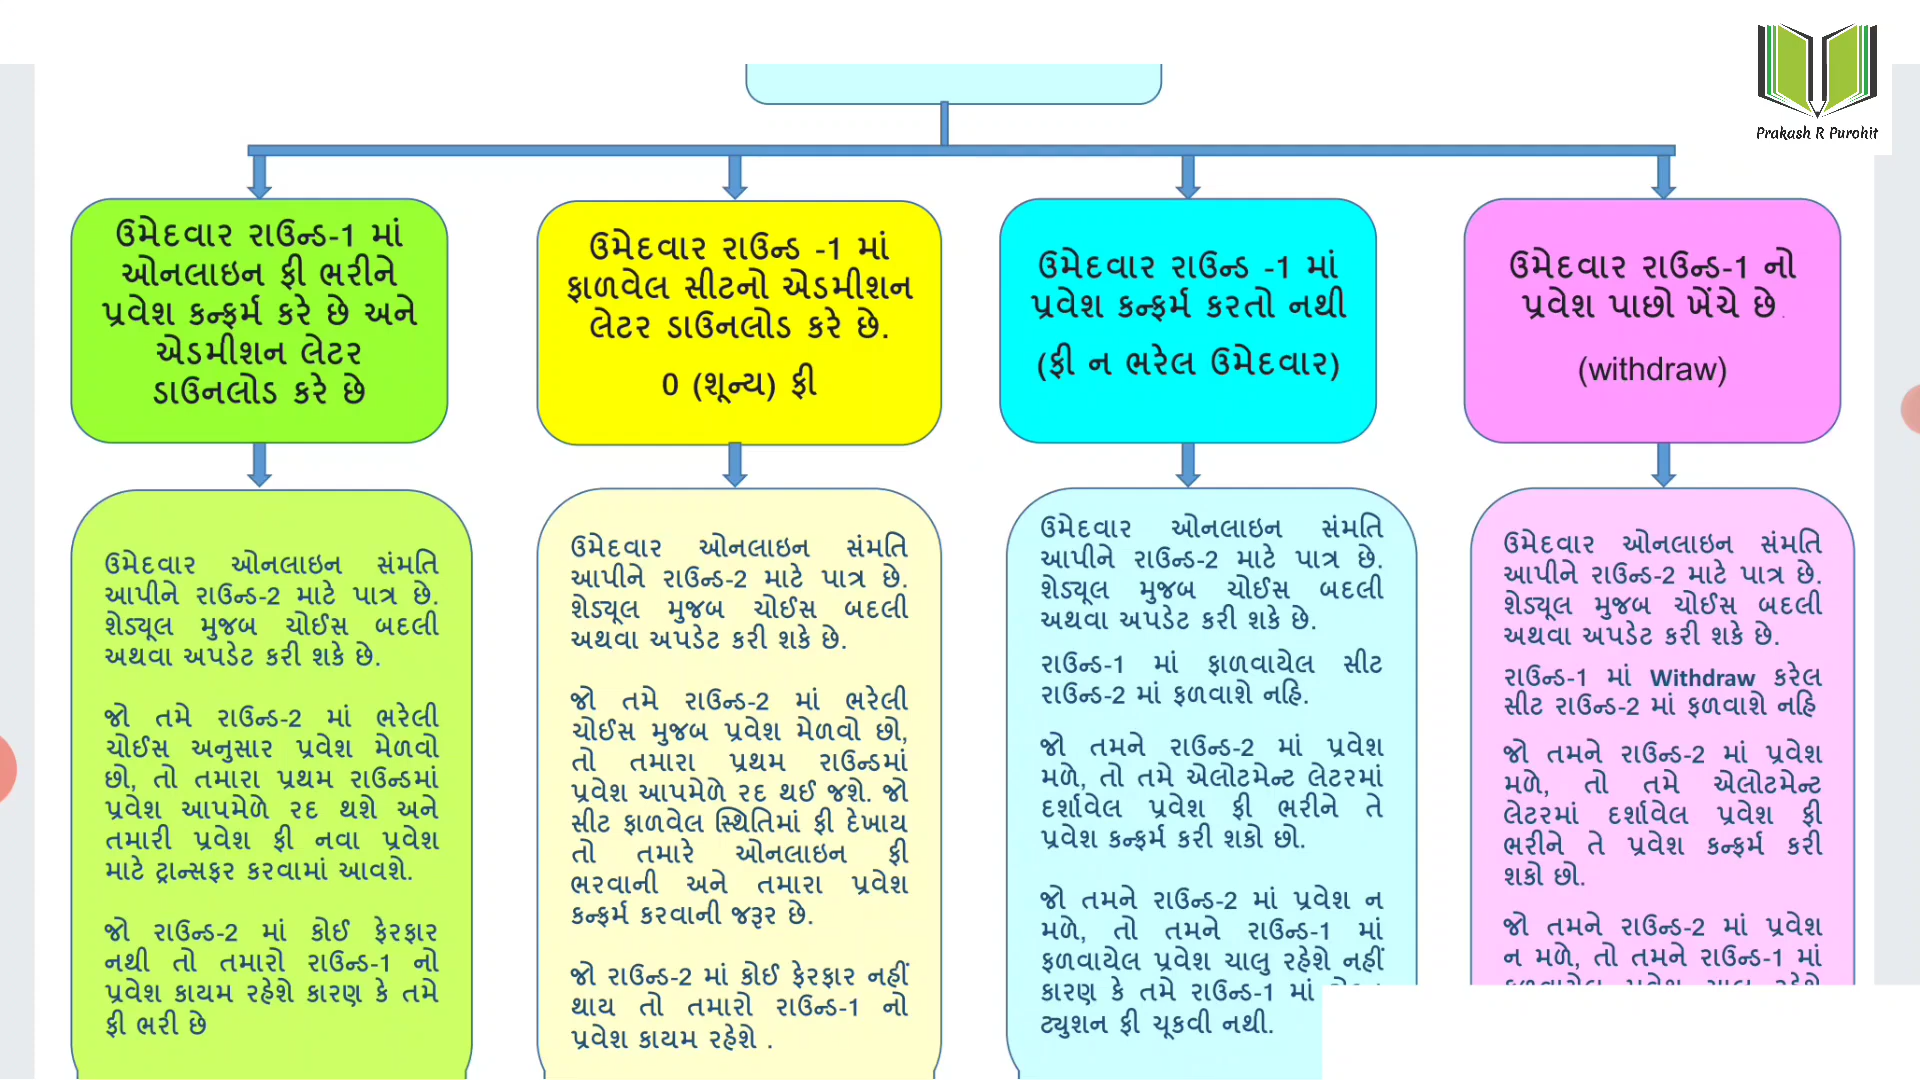 Prakash R Purohit
ઉમેદવાર રાઉન્ડ-1 માં
ઓનલાઇન ફી ભરીને
પ્રવેશ કન્ફર્મ કરે છે અને
એડમીશન લેટર
ડાઉનલોડ કરે છે
ઉમેદવાર રાઉન્ડ -1 માં
ફાળવેલ સીટનો એડમીશન
લેટર ડાઉનલોડ કરે છે.
0 (શૂન્ય) ફી
ઉમેદવાર રાઉન્ડ -1 માં
પ્રવેશ કન્ફર્મ કરતો નથી
(ફી ન ભરેલ ઉમેદવાર)
ઉમેદવાર રાઉન્ડ-1 નો
પ્રવેશ પાછો ખેંચે છે.
(withdraw)
ઉમેદવાર ઓનલાઇન સંમતિ
આપીને રાઉન્ડ-2 માટે પાત્ર છે.
શેડ્યૂલ મુજબ ચોઈસ બદલી
અથવા અપડેટ કરી શકે છે.
જો તમે રાઉન્ડ-2 માં ભરેલી
ચોઈસ અનુસાર પ્રવેશ મેળવો
છો, તો તમારા પ્રથમ રાઉન્ડમાં
પ્રવેશ આપમેળે રદ થશે અને
તમારી પ્રવેશ ફી નવા પ્રવેશ
માટે ટ્રાન્સફર કરવામાં આવશે.
જો રાઉન્ડ-2 માં કોઈ ફેરફાર
નથી તો તમારો રાઉન્ડ-1 નો
પ્રવેશ કાયમ રહેશે કારણ કે તમે
ફી ભરી છે
ઉમેદવાર ઓનલાઇન સંમતિ
આપીને રાઉન્ડ-2 માટે પાત્ર છે.
શેડ્યૂલ મુજબ ચોઈસ બદલી
અથવા અપડેટ કરી શકે છે.
જો તમે રાઉન્ડ-2 માં ભરેલી
ચોઈસ મુજબ પ્રવેશ મેળવો છો,
તો તમારા પ્રથમ રાઉન્ડમાં
પ્રવેશ આપમેળે રદ થઈ જશે. જો
સીટ ફાળવેલ સ્થિતિમાં ફી દેખાય
તો તમારે ઓનલાઇન ફી
ભરવાની અને તમારા પ્રવેશ
કન્ફર્મ કરવાની જરૂર છે.
જો રાઉન્ડ-2 માં કોઈ ફેરફાર નહીં
થાય તો તમારો રાઉન્ડ-1 નો
પ્રવેશ કાયમ રહેશે .
ઉમેદવાર ઓનલાઇન સંમતિ
આપીને રાઉન્ડ-2 માટે પાત્ર છે.
શેડ્યૂલ મુજબ ચોઈસ બદલી
અથવા અપડેટ કરી શકે છે.
રાઉન્ડ-1 માં ફાળવાયેલ સીટ
રાઉન્ડ-2 માં ફળવાશે નહિ.
જો તમને રાઉન્ડ-2 માં પ્રવેશ
મળે, તો તમે એલોટમેન્ટ લેટરમાં
દર્શાવેલ પ્રવેશ ફી ભરીને તે
પ્રવેશ કન્ફર્મ કરી શકો છો.
જો તમને રાઉન્ડ-2 માં પ્રવેશ ન
મળે, તો તમને રાઉન્ડ-1 માં
ફળવાયેલ પ્રવેશ ચાલુ રહેશે નહીં
કારણ કે તમે રાઉન્ડ-1 માં
ટ્યુશન ફી ચૂકવી નથી.
ઉમેદવાર ઓનલાઇન સંમતિ
આપીને રાઉન્ડ-2 માટે પાત્ર છે.
શેડ્યૂલ મુજબ ચોઈસ બદલી
અથવા અપડેટ કરી શકે છે.
રાઉન્ડ-1 માં Withdraw કરેલ
સીટ રાઉન્ડ-2 માં ફળવાશે નહિ
જો તમને રાઉન્ડ-2 માં પ્રવેશ
મળે, તો તમે એલોટમેન્ટ
લેટરમાં દર્શાવેલ પ્રવેશ ફી
ભરીને તે પ્રવેશ કન્ફર્મ કરી
શકો છો.
જો તમને રાઉન્ડ-2 માં પ્રવેશ
ન મળે, તો તમને રાઉન્ડ-1 માં